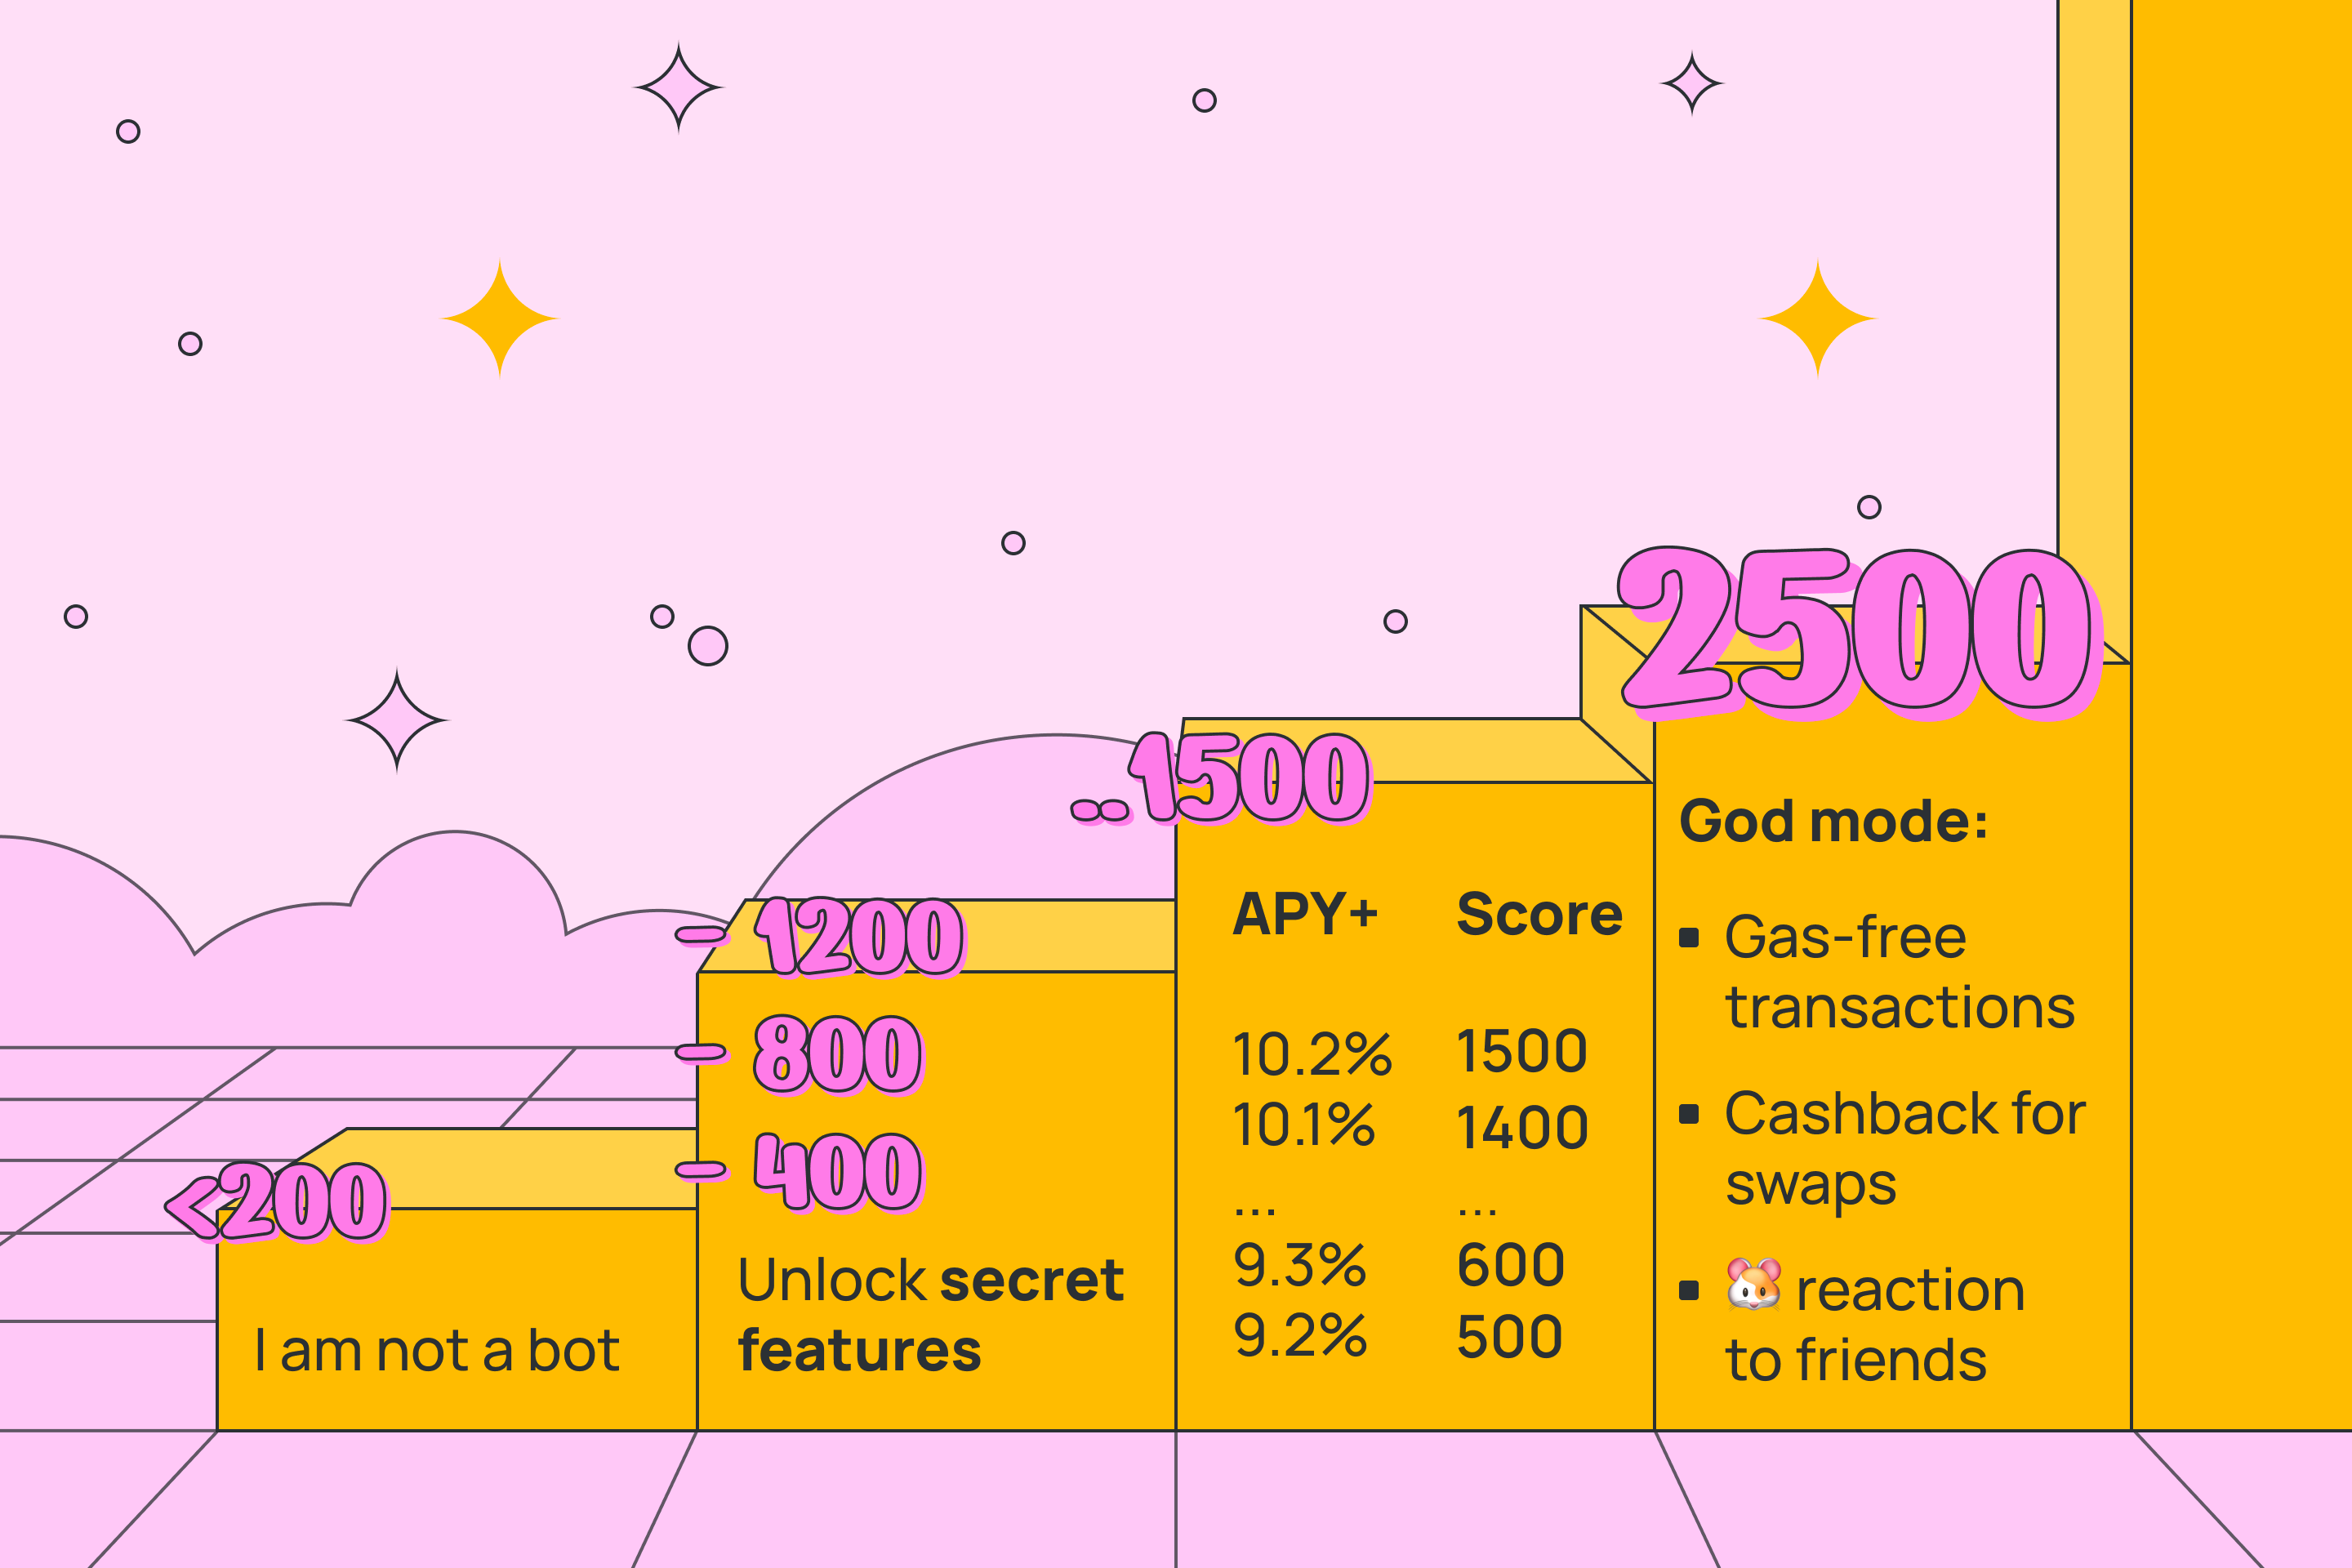 <200
I am not a bot
– 1200
– 800
– 400
Unlock secret
features
..1500
APY+ Score
10.2% 1500
10.1% 1400
... ...
9.3% 600
9.2% 500
2500
God mode:
▪ Gas-free
transactions
▪ Cashback for
swaps
▪ 🐹 reaction
to friends